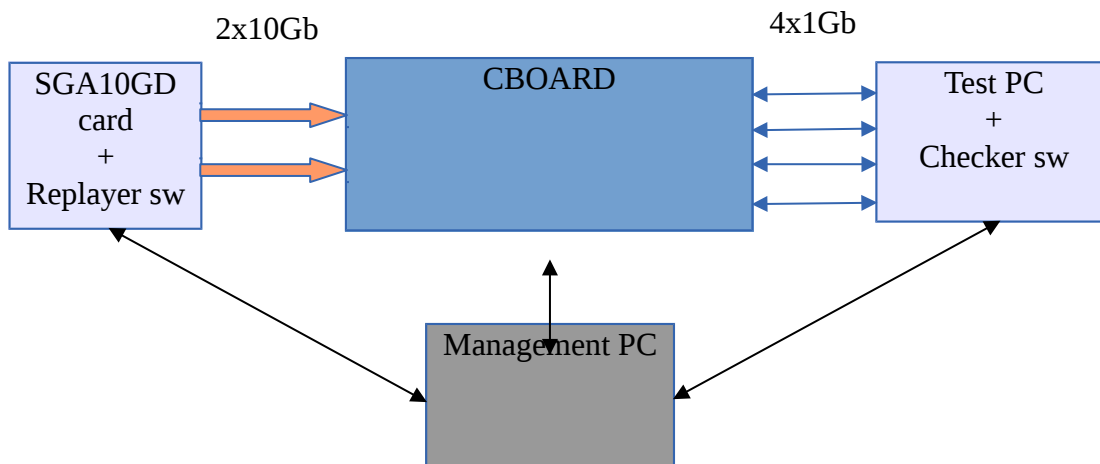 2x10Gb
4x1Gb
SGA10GD
card
+
Replayer sw
CBOARD
Test PC
+
Checker sw
Management PC